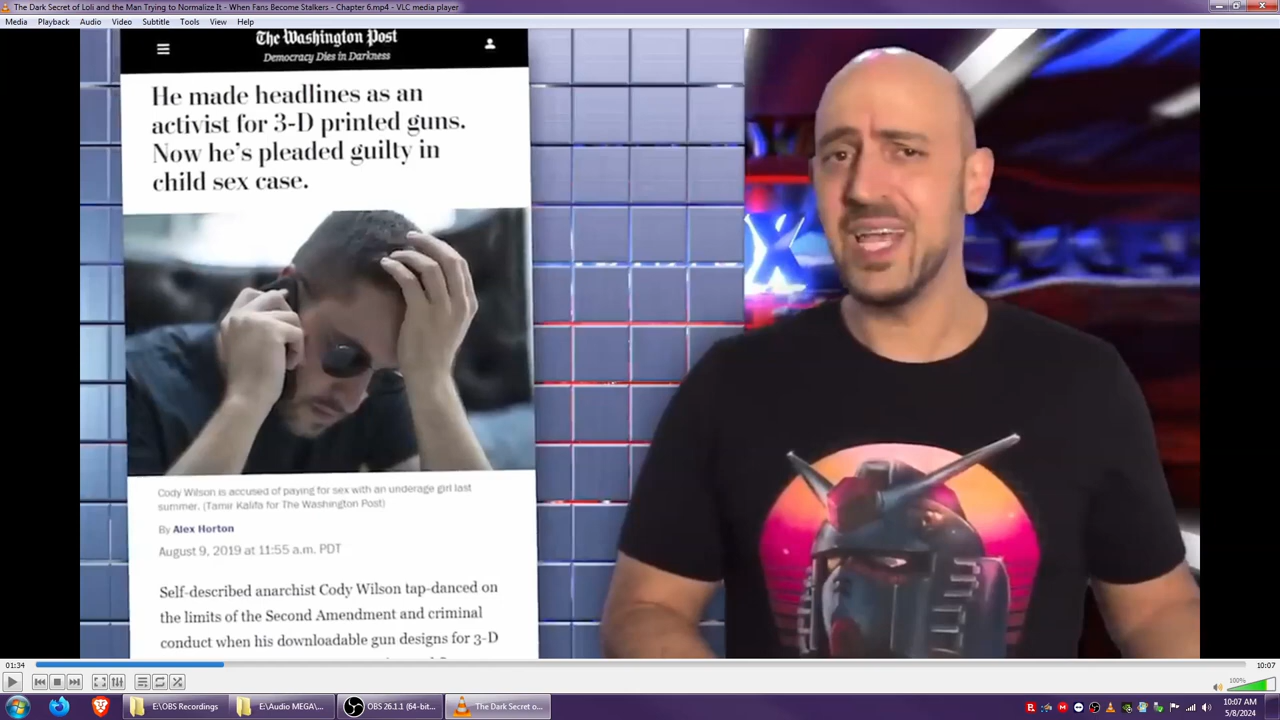 The Dark Secret of Loli and the Man Trying to Normalize It - When Fans Become Stalkers - Chapter 6.mp4 - VLC media player
Media Playback Audio Video Subtitle Tools View Help
The Washington Post
Democracy Dies in Darkness
He made headlines as an
activist for 3-D printed guns.
Now he's pleaded guilty in
child sex case.
Cody Wilson is accused of paying for sex with an underage girl last
summer. (Tamir Kalifa for The Washington Post)
By Alex Horton
August 9, 2019 at 11:55 a.m. PDT
Self-described anarchist Cody Wilson tap-danced on
the limits of the Second Amendment and criminal
conduct when his downloadable gun designs for 3-D
X
01:34
10:07
100%
E:\OBS Recordings
E:\Audio MEGA\...
OBS 26.1.1 (64-bit...
The Dark Secret o...
10:07 AM
5/8/2024